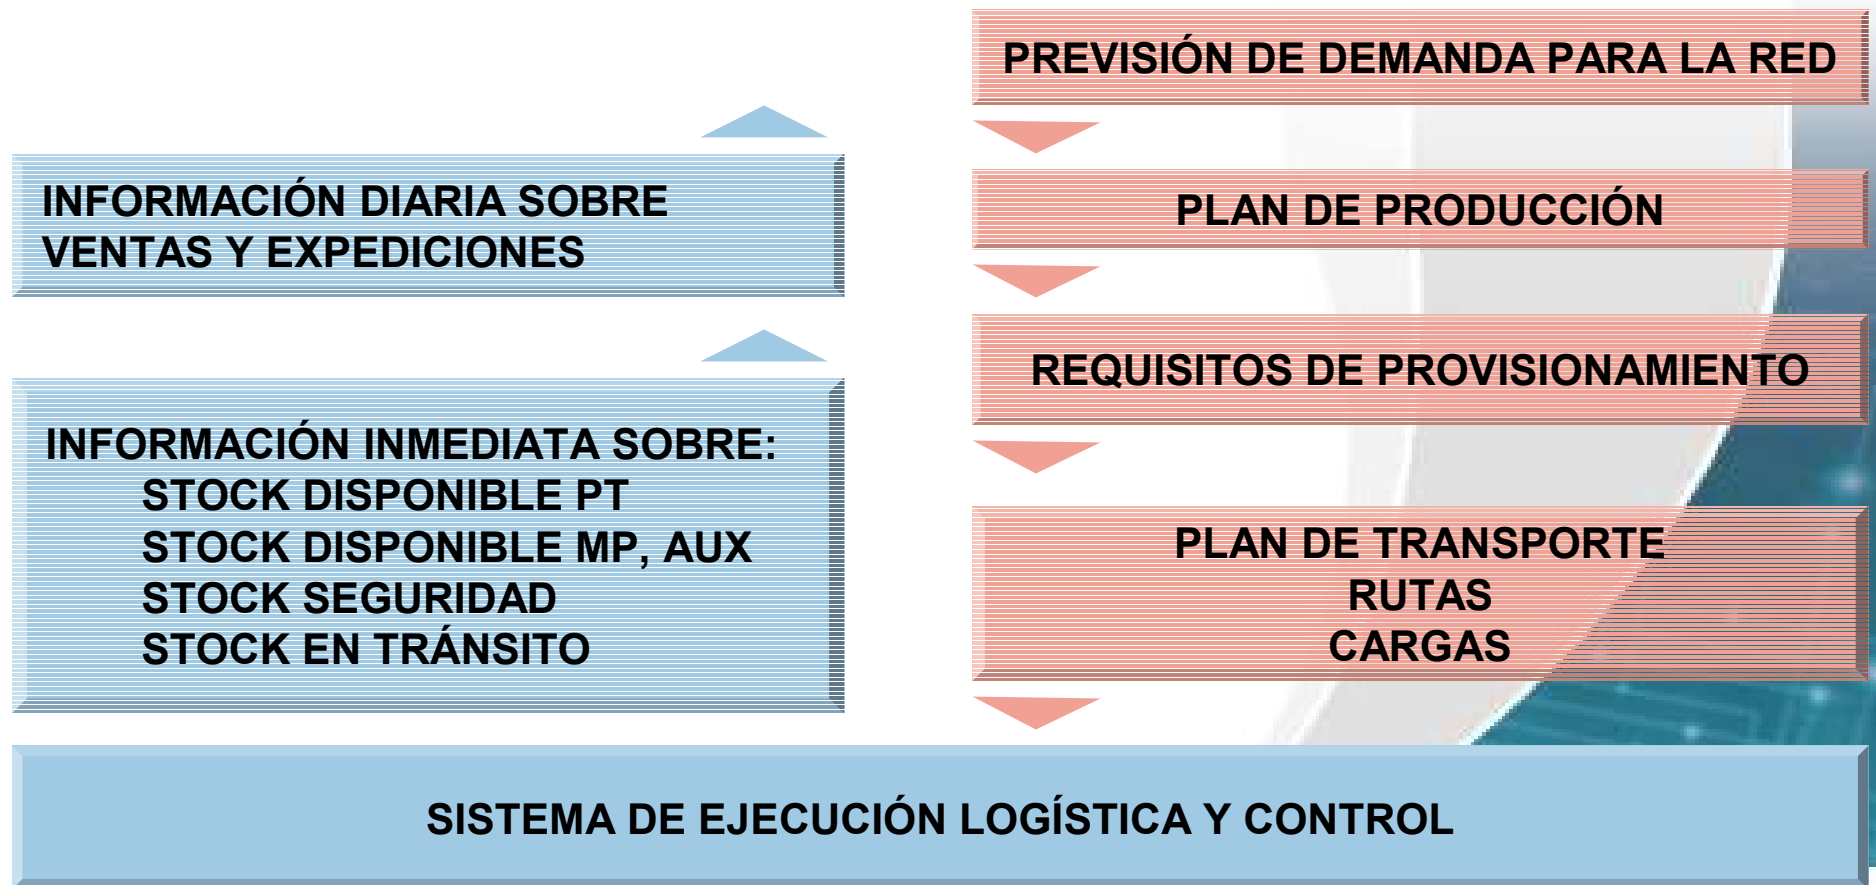 PREVISIÓN DE DEMANDA PARA LA RED
INFORMACIÓN DIARIA SOBRE
VENTAS Y EXPEDICIONES
PLAN DE PRODUCCIÓN
REQUISITOS DE PROVISIONAMIENTO
INFORMACIÓN INMEDIATA SOBRE:
STOCK DISPONIBLE PT
STOCK DISPONIBLE MP, AUX
STOCK SEGURIDAD
STOCK EN TRÁNSITO
PLAN DE TRANSPORTE
RUTAS
CARGAS
SISTEMA DE EJECUCIÓN LOGÍSTICA Y CONTROL